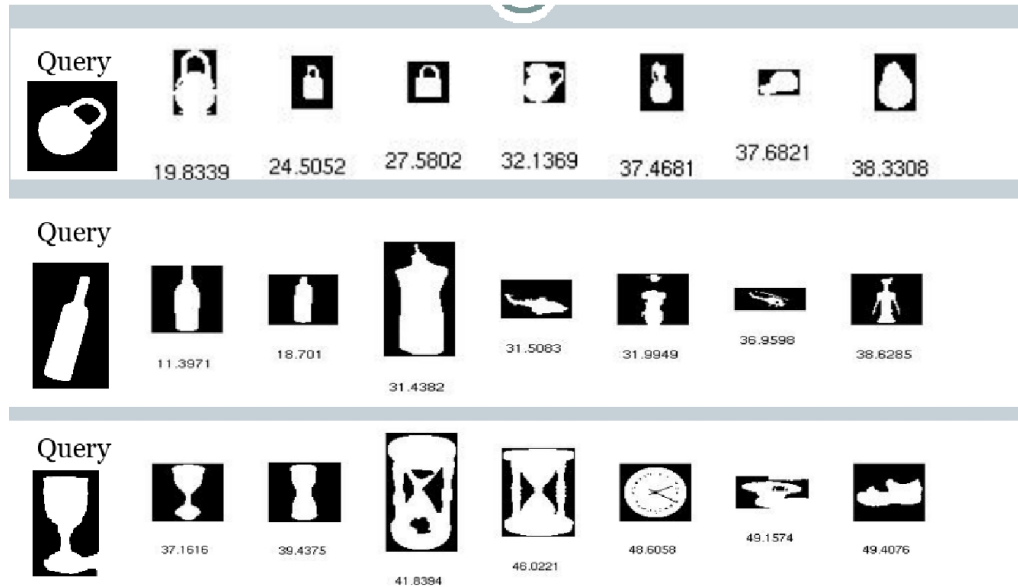 Query
19.8339 24.5052 27.5802 32.1369 37.4681 37.6821 38.3308
Query
11.3971 18.701 31.4382 31.5083 31.9949 36.9598 38.6285
Query
37.1616 39.4375 41.8394 46.0221 48.6058 49.1574 49.4076